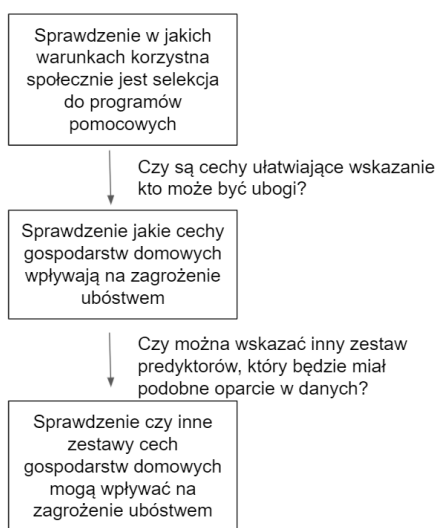 Sprawdzenie w jakich
warunkach korzystna
społecznie jest selekcja
do programów
pomocowych
Czy są cechy ułatwiające wskazanie
kto może być ubogi?
Sprawdzenie jakie cechy
gospodarstw domowych
wpływają na zagrożenie
ubóstwem
Czy można wskazać inny zestaw
predyktorów, który będzie miał
podobne oparcie w danych?
Sprawdzenie czy inne
zestawy cech
gospodarstw domowych
mogą wpływać na
zagrożenie ubóstwem